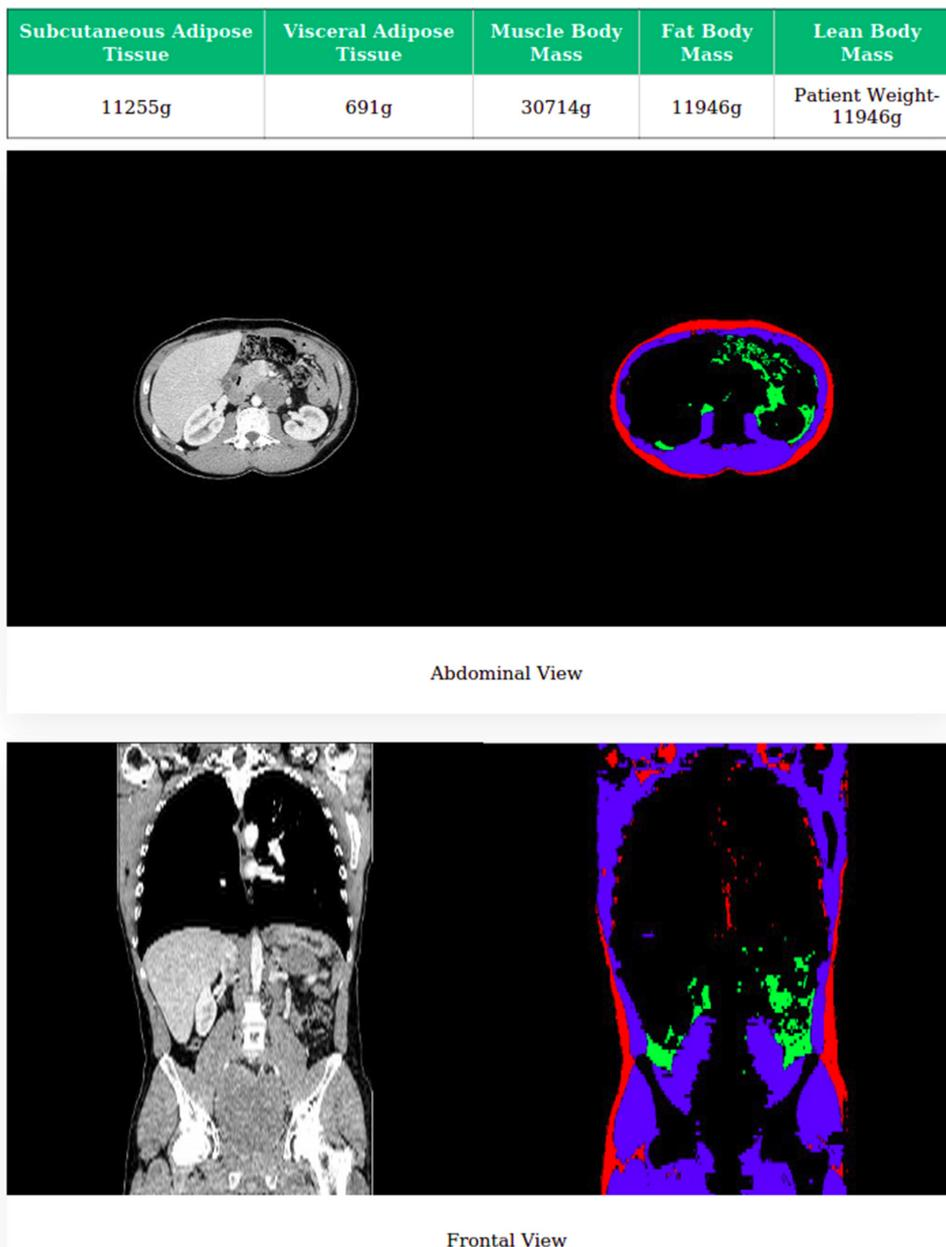 Subcutaneous Adipose Tissue
Visceral Adipose Tissue
Muscle Body Mass
Fat Body Mass
Lean Body Mass
11255g
691g
30714g
11946g
Patient Weight-
11946g
Abdominal View
Frontal View